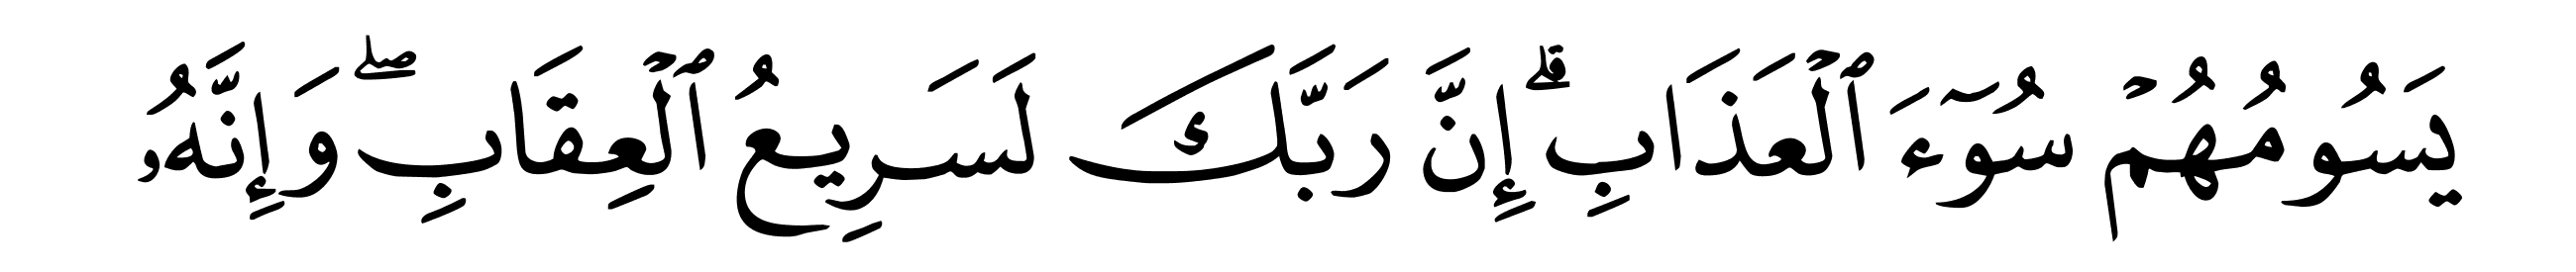 يَسُومُهُمْ سُوٓءَ ٱلْعَذَابِ ۗ إِنَّ رَبَّكَ لَسَرِيعُ ٱلْعِقَابِ ۖ وَإِنَّهُۥ